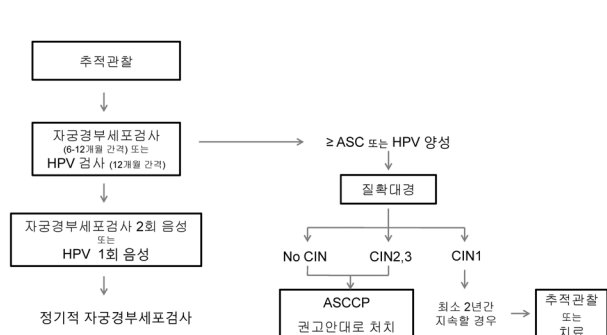 추적관찰
자궁경부세포검사
(6-12개월 간격) 또는
HPV 검사 (12개월 간격)
≥ ASC 또는 HPV 양성
질확대경
자궁경부세포검사 2회 음성
또는
HPV 1회 음성
No CIN
CIN2,3
CIN1
정기적 자궁경부세포검사
ASCCP
권고안대로 처치
최소 2년간
지속할 경우
추적관찰
또는
치료